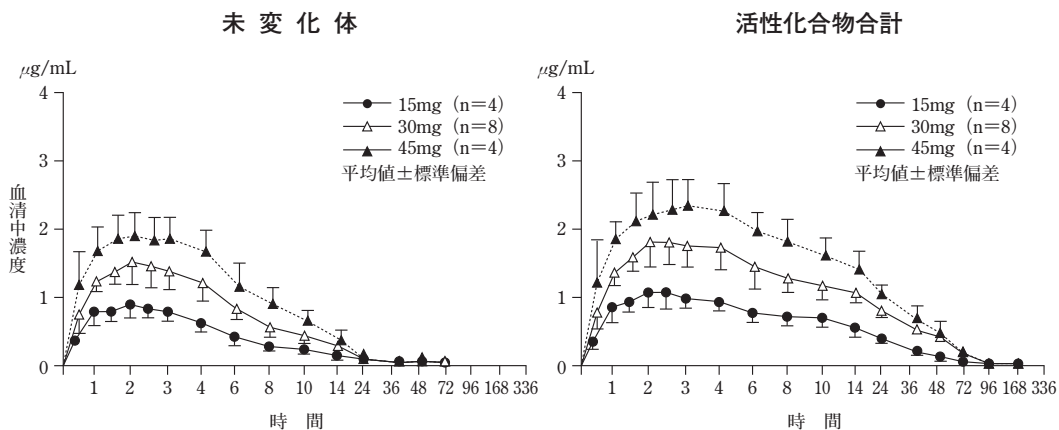 未変化体
μg/mL
4
3
2
1
0
血清中濃度
15mg (n=4)
30mg (n=8)
45mg (n=4)
平均値±標準偏差
1 2 3 4 6 8 10 14 24 36 48 72 96 168 336
時間
活性化合物合計
μg/mL
4
3
2
1
0
15mg (n=4)
30mg (n=8)
45mg (n=4)
平均値±標準偏差
1 2 3 4 6 8 10 14 24 36 48 72 96 168 336
時間